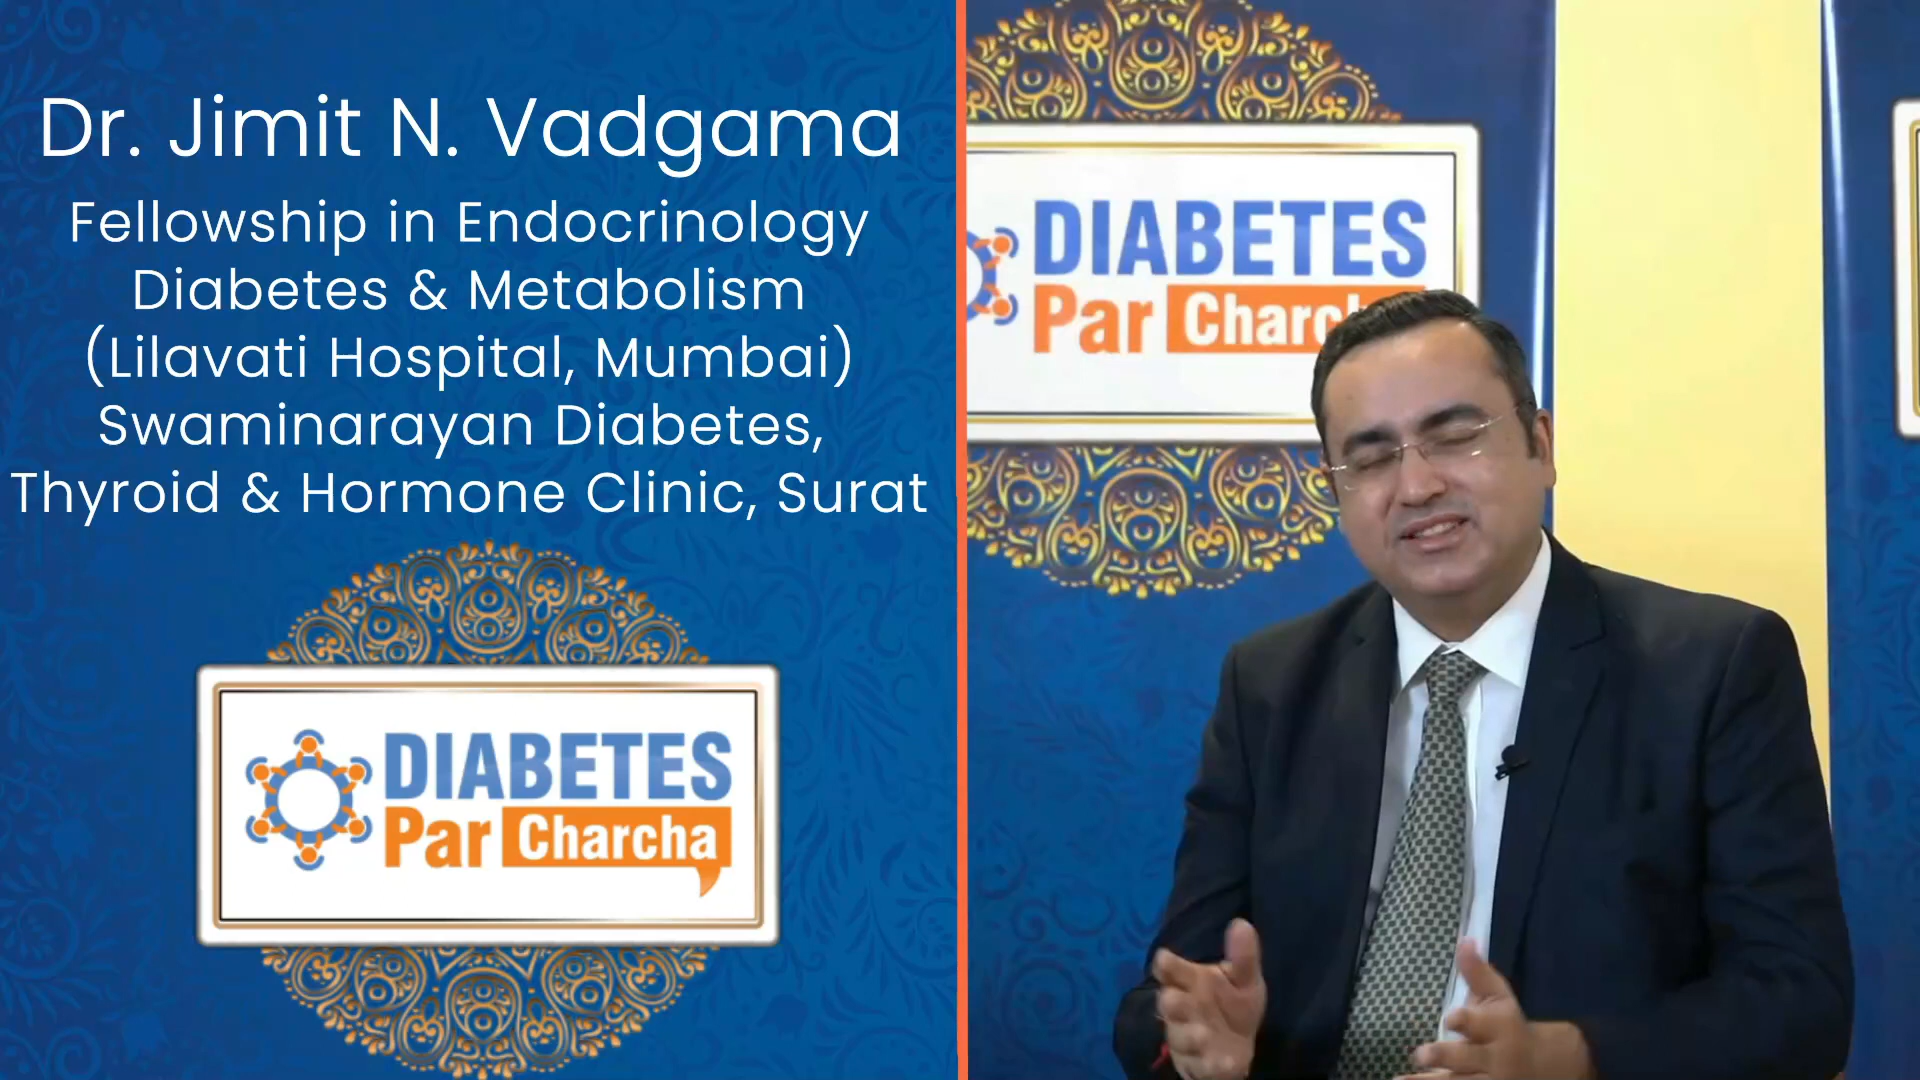 Dr. Jimit N. Vadgama
Fellowship in Endocrinology
Diabetes & Metabolism
(Lilavati Hospital, Mumbai)
Swaminarayan Diabetes,
Thyroid & Hormone Clinic, Surat
DIABETES
Par Charcha
DIABETES
Par